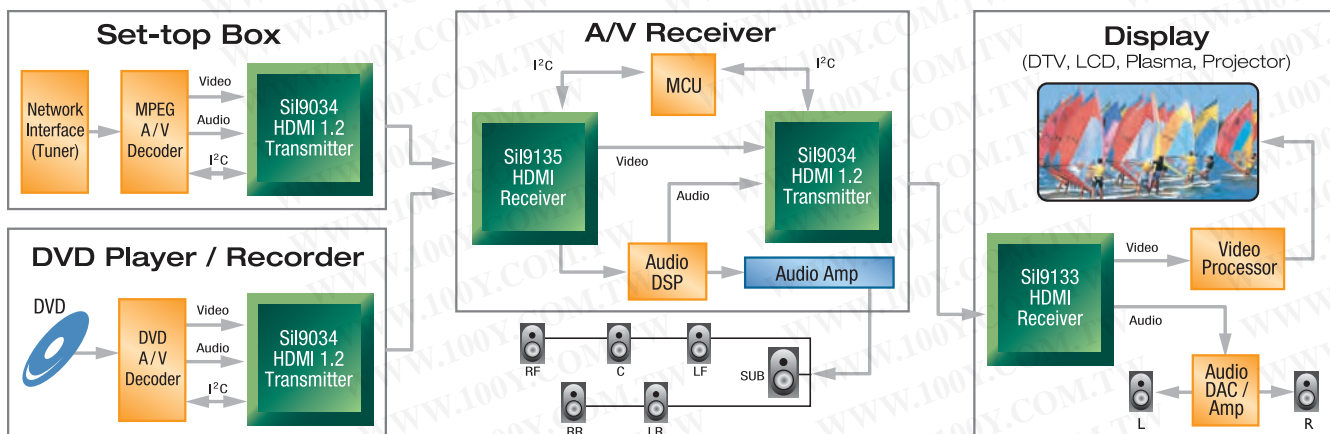 Set-top Box
Network
Interface
(Tuner)
MPEG
A/V
Decoder
Video
Audio
I²C
SiI9034
HDMI 1.2
Transmitter
DVD Player / Recorder
DVD
DVD
A/V
Decoder
Video
Audio
I²C
SiI9034
HDMI 1.2
Transmitter
A/V Receiver
I²C
MCU
I²C
SiI9135
HDMI
Receiver
Video
Audio
SiI9034
HDMI 1.2
Transmitter
Audio
DSP
Audio Amp
RF
C
LF
SUB
RR
LR
Display
(DTV, LCD, Plasma, Projector)
SiI9133
HDMI
Receiver
Video
Video
Processor
Audio
Audio
DAC /
Amp
L
R
WWW.100Y.COM.TW